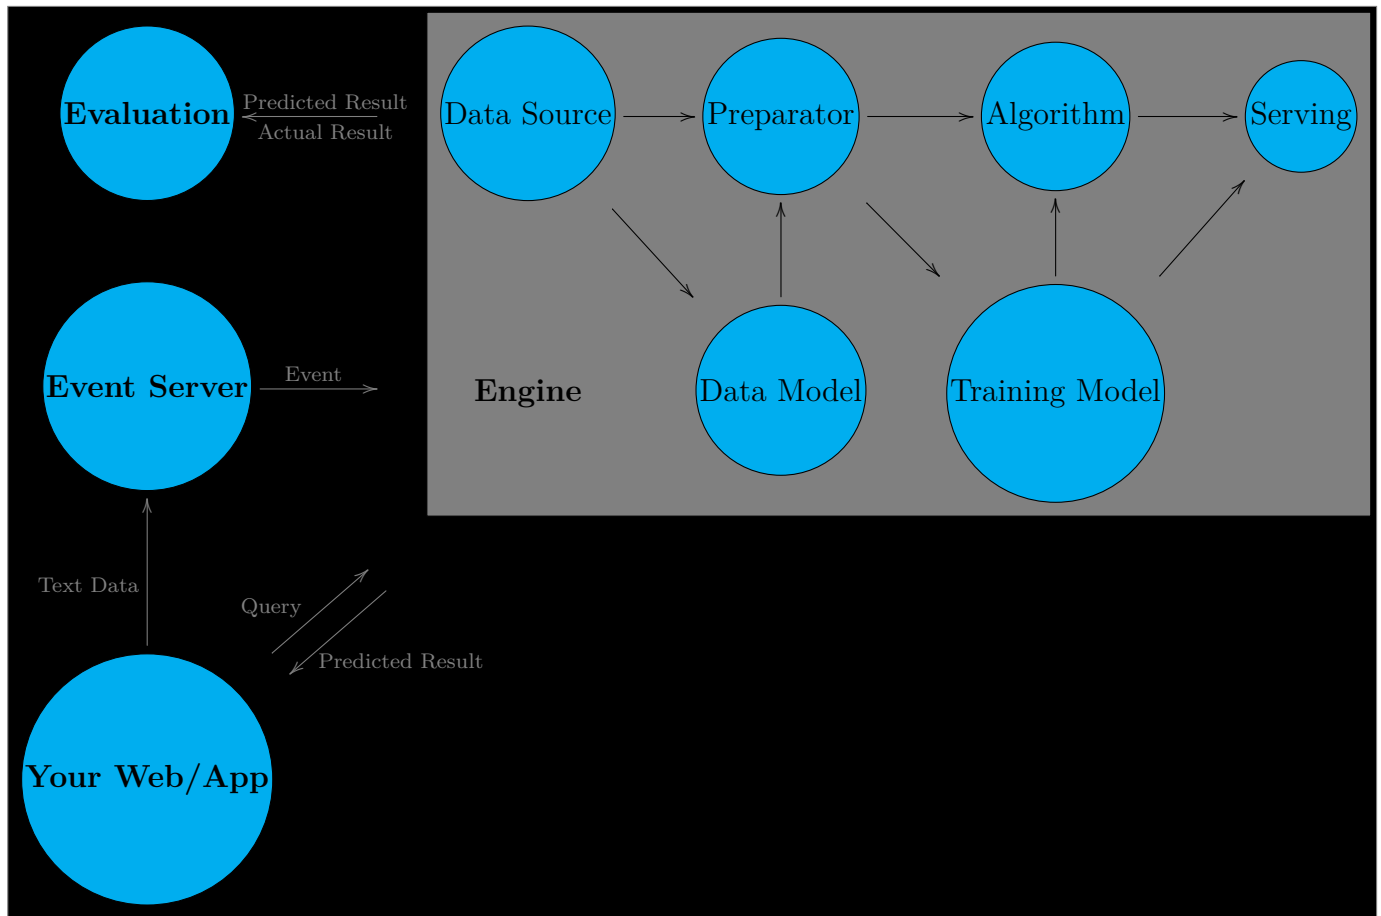 Evaluation
Predicted Result
Actual Result
Data Source
Preparator
Algorithm
Serving
Event Server
Event
Engine
Data Model
Training Model
Text Data
Query
Predicted Result
Your Web/App